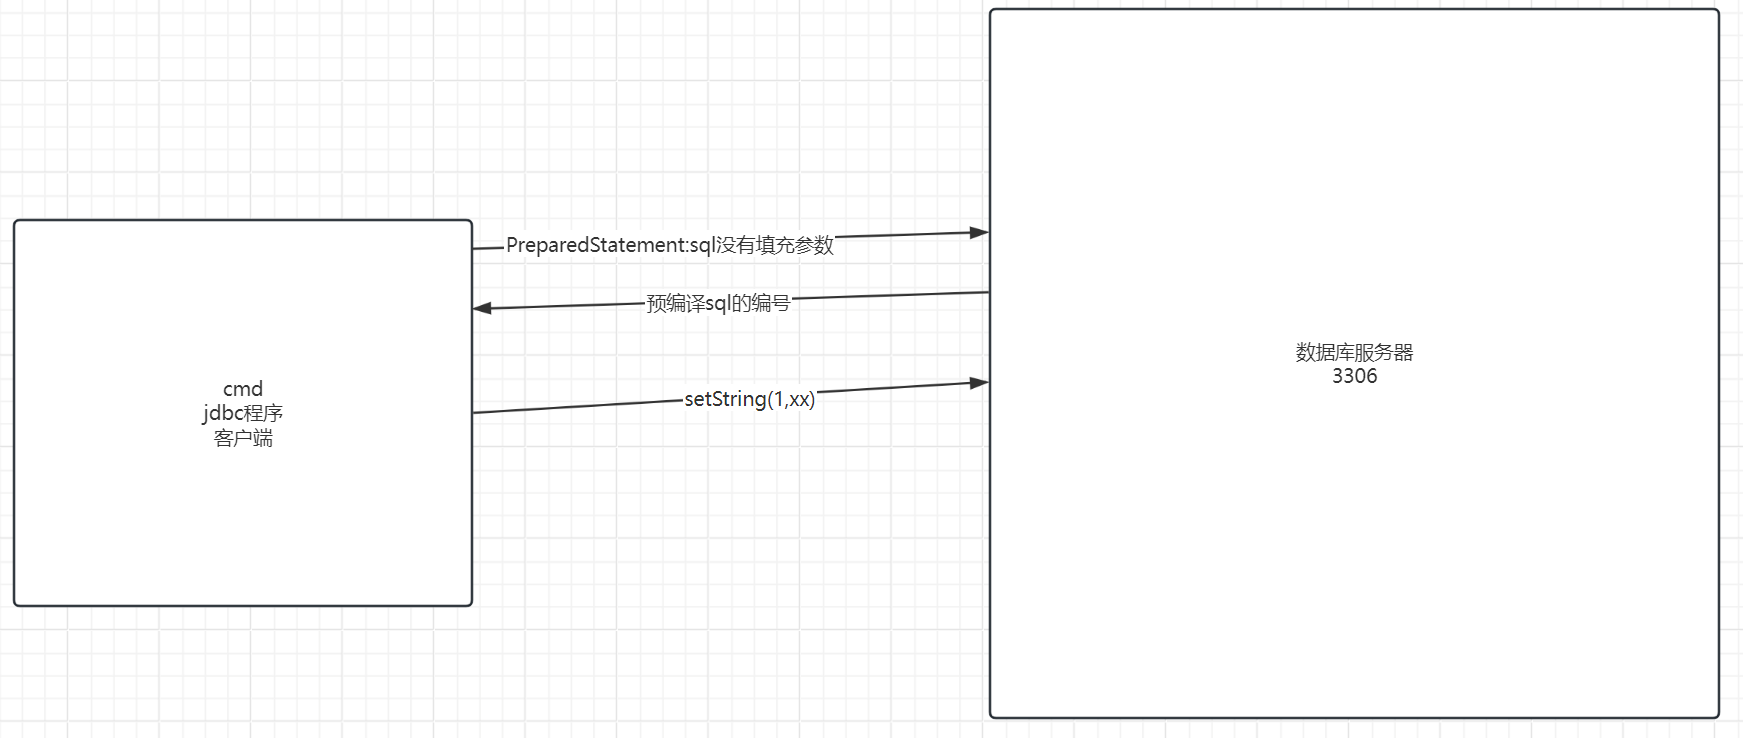 PreparedStatement:sql没有填充参数
预编译sql的编号
setString(1,xx)
cmd
jdbc程序
客户端
数据库服务器
3306